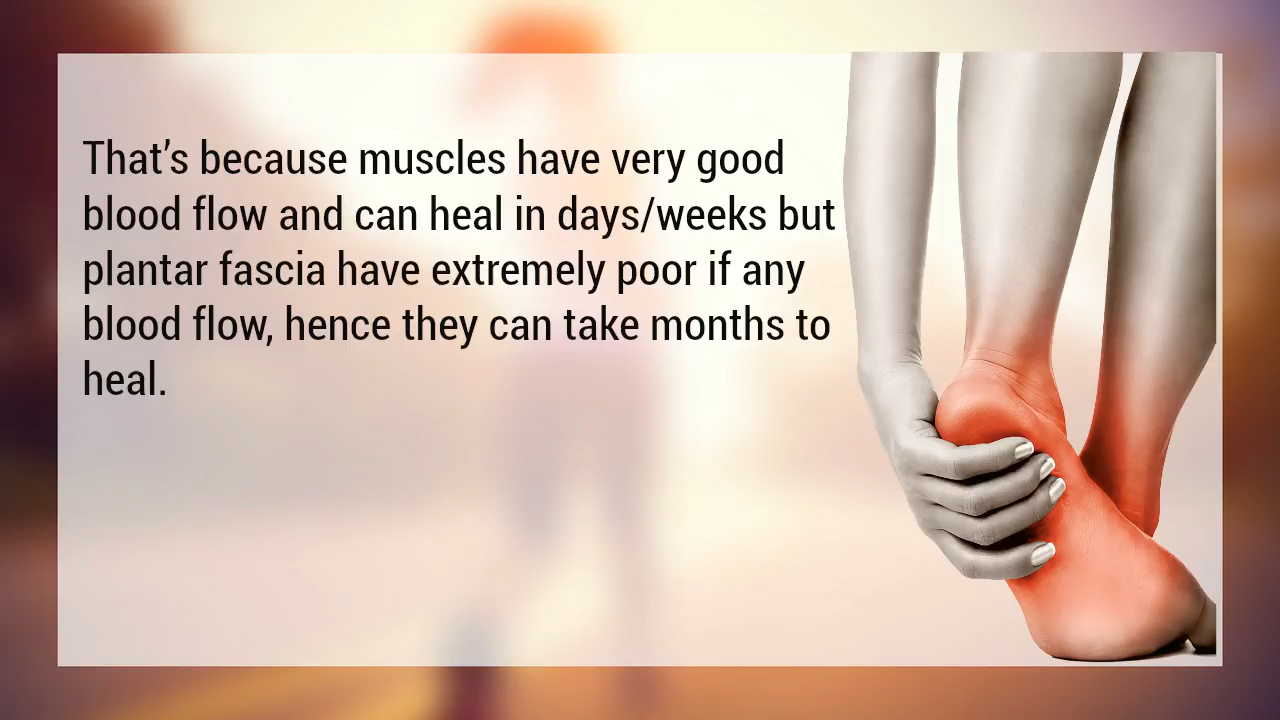 That’s because muscles have very good
blood flow and can heal in days/weeks but
plantar fascia have extremely poor if any
blood flow, hence they can take months to
heal.